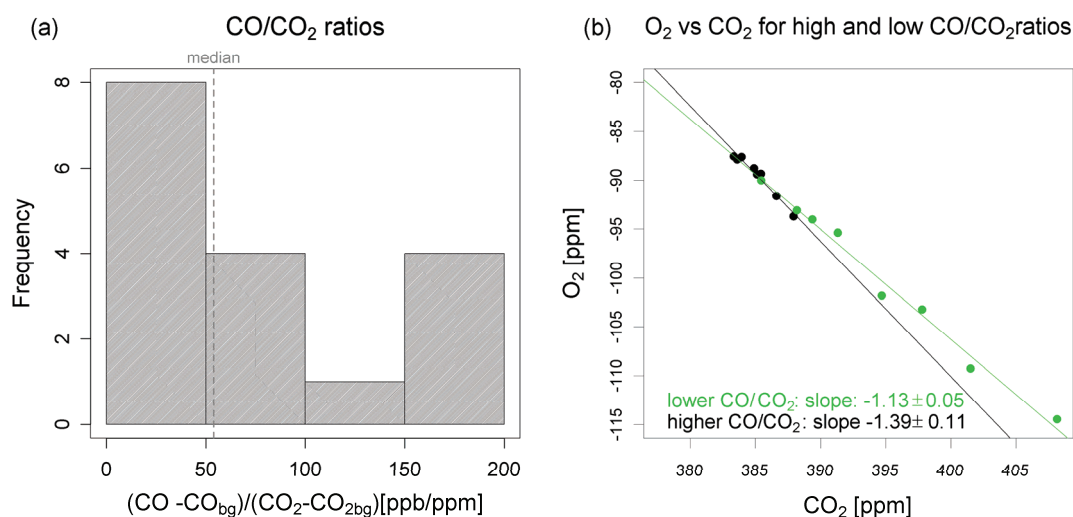 (a) CO/CO₂ ratios
median
8
6
4
2
0
Frequency
0 50 100 150 200
(CO -CO_bg)/(CO₂-CO_2bg)[ppb/ppm]
(b) O₂ vs CO₂ for high and low CO/CO₂ratios
-80
-85
-90
-95
-100
-105
-110
-115
O₂ [ppm]
lower CO/CO₂: slope: -1.13±0.05
higher CO/CO₂: slope -1.39± 0.11
380 385 390 395 400 405
CO₂ [ppm]